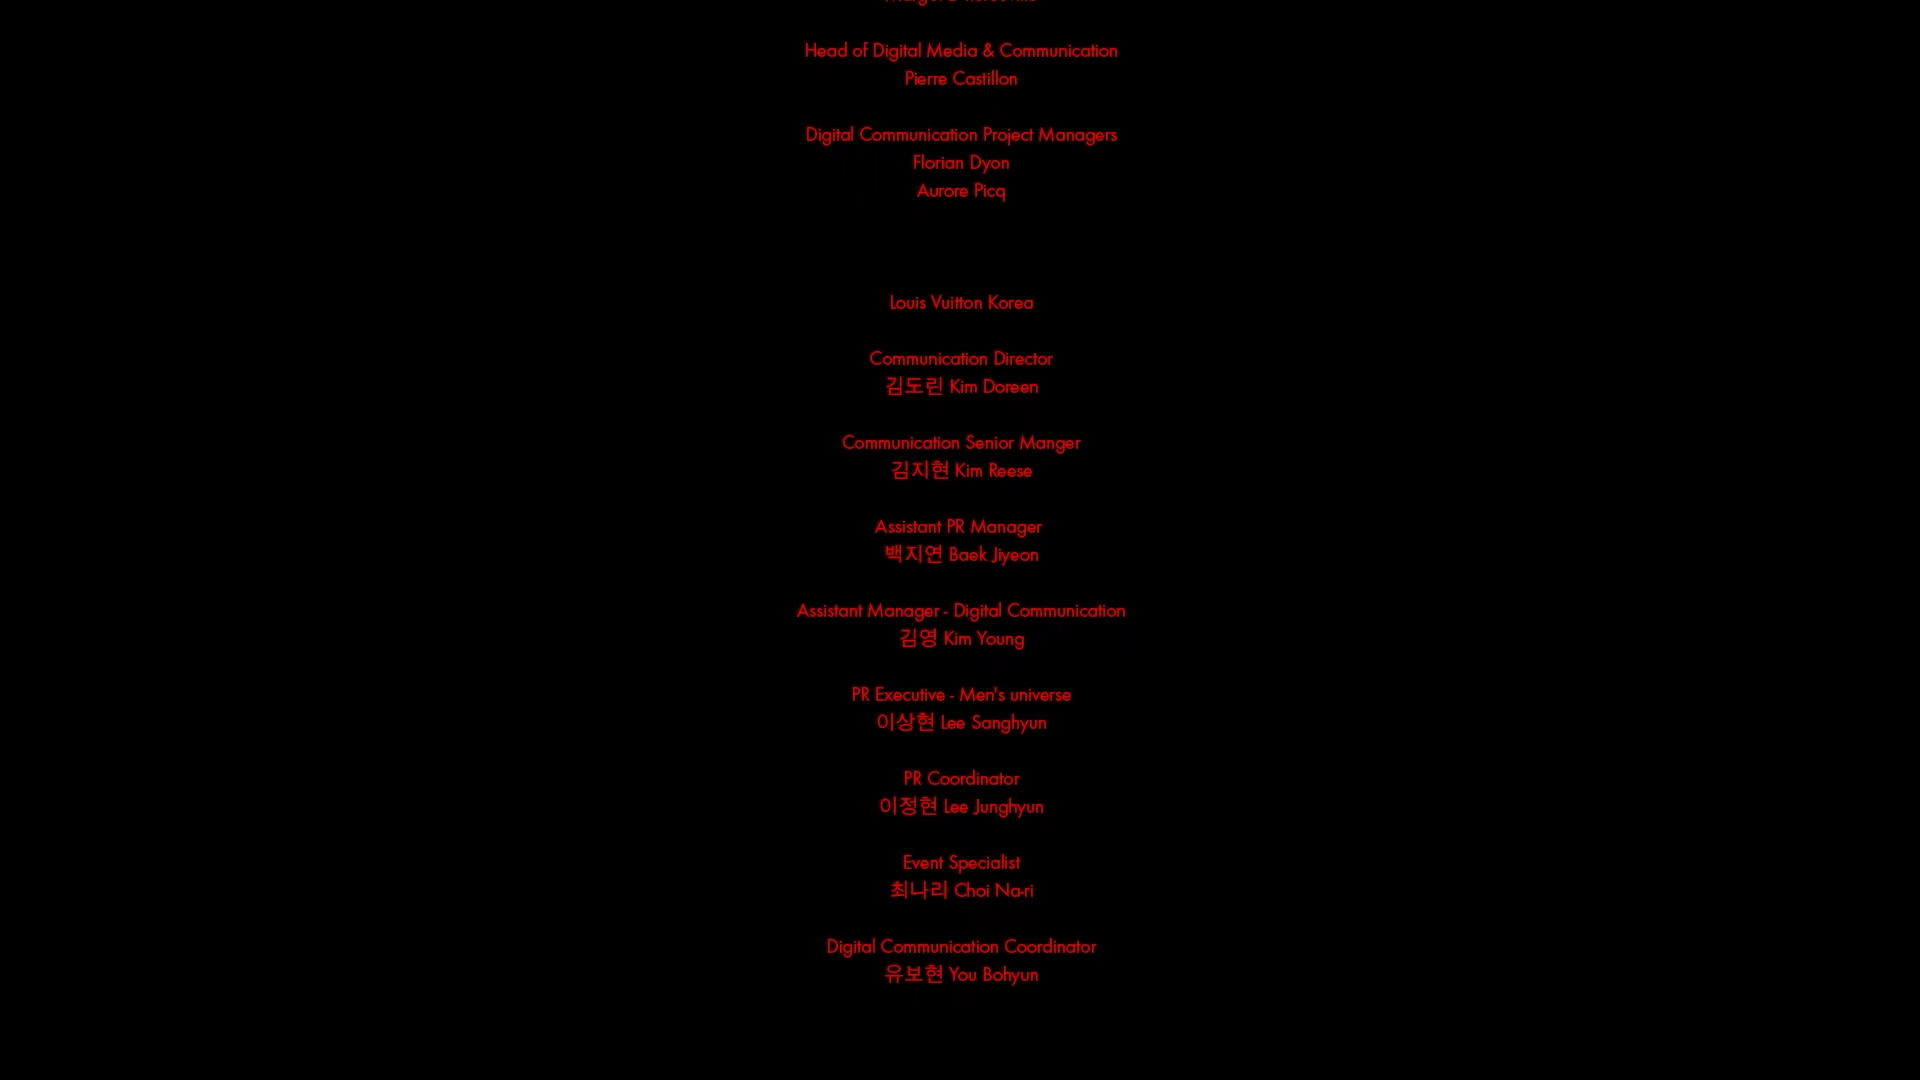 Head of Digital Media & Communication
Pierre Castillon
Digital Communication Project Managers
Florian Dyon
Aurore Picq
Louis Vuitton Korea
Communication Director
김도린 Kim Doreen
Communication Senior Manger
김지현 Kim Reese
Assistant PR Manager
백지연 Baek Jiyeon
Assistant Manager - Digital Communication
김영 Kim Young
PR Executive - Men's universe
이상현 Lee Sanghyun
PR Coordinator
이정현 Lee Junghyun
Event Specialist
최나리 Choi Na-ri
Digital Communication Coordinator
유보현 You Bohyun